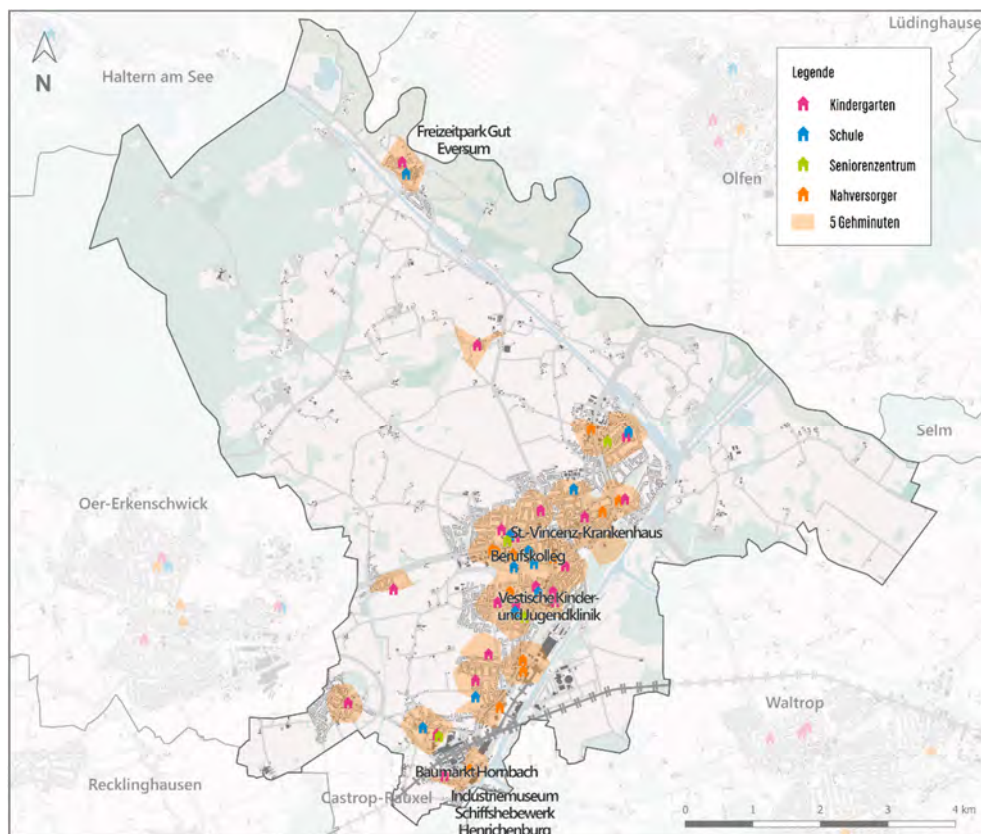 Lüdinghause
N
Haltern am See
Legende
Kindergarten
Schule
Seniorenzentrum
Nahversorger
5 Gehminuten
Freizeitpark Gut
Eversum
Olfen
Selm
Oer-Erkenschwick
St.-Vincenz-Krankenhaus
Berufskolleg
Vestische Kinder-
und Jugendklinik
Waltrop
Recklinghausen
Castrop-Rauxel
Baumarkt Hornbach
Industriemuseum
Schiffshebewerk
Henrichenburg
0 1 2 3 4 km